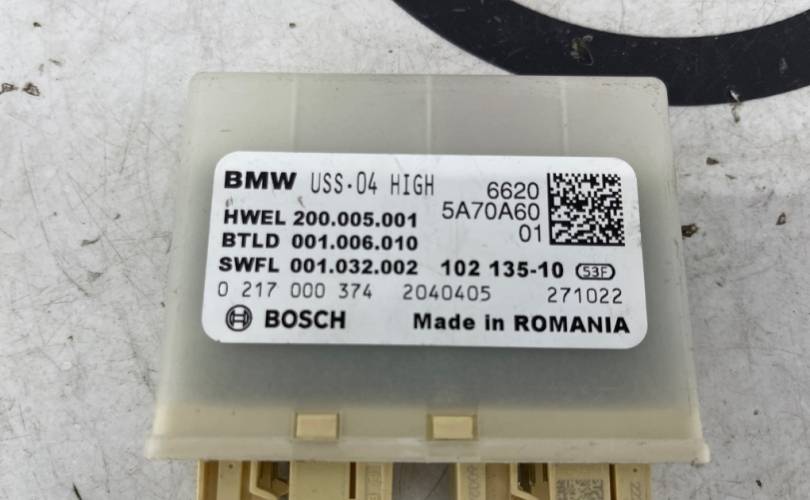 BMW USS-04 HIGH 6620
HWEL 200.005.001 5A70A60
BTLD 001.006.010 01
SWFL 001.032.002 102 135-10 53F
0 217 000 374 2040405 271022
BOSCH Made in ROMANIA